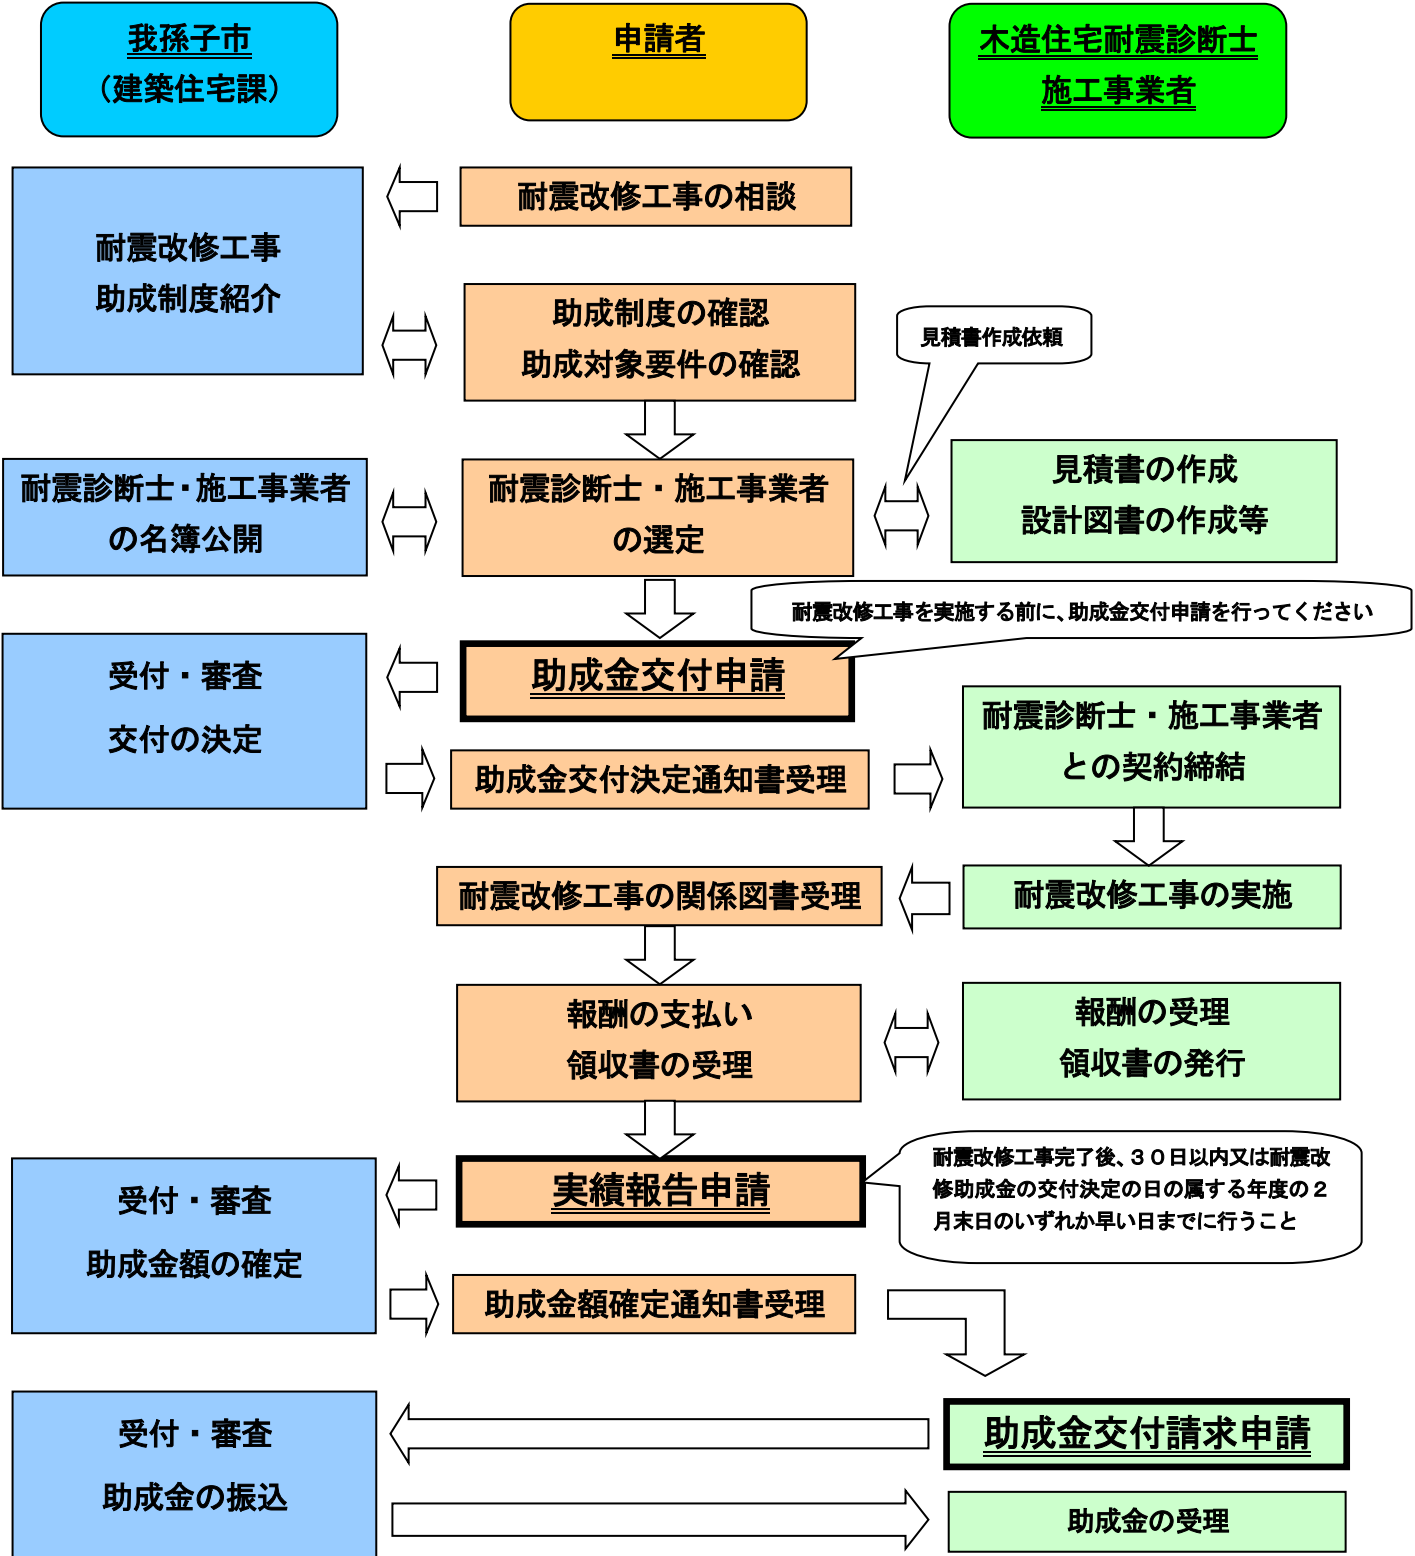 我孫子市
（建築住宅課）
申請者
木造住宅耐震診断士
施工事業者
耐震改修工事
助成制度紹介
耐震改修工事の相談
助成制度の確認
助成対象要件の確認
見積書作成依頼
耐震診断士・施工事業者
の名簿公開
耐震診断士・施工事業者
の選定
見積書の作成
設計図書の作成等
耐震改修工事を実施する前に、助成金交付申請を行ってください
受付・審査
交付の決定
助成金交付申請
助成金交付決定通知書受理
耐震診断士・施工事業者
との契約締結
耐震改修工事の関係図書受理
耐震改修工事の実施
報酬の支払い
領収書の受理
報酬の受理
領収書の発行
受付・審査
助成金額の確定
実績報告申請
耐震改修工事完了後、３０日以内又は耐震改
修助成金の交付決定の日の属する年度の２
月末日のいずれか早い日までに行うこと
助成金額確定通知書受理
受付・審査
助成金の振込
助成金交付請求申請
助成金の受理